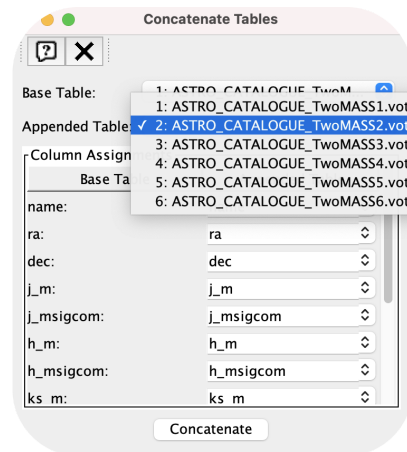 Concatenate Tables
Base Table:
1: ASTRO_CATALOGUE_TwoM
1: ASTRO_CATALOGUE_TwoMASS1.vot
Appended Table:
✓ 2: ASTRO_CATALOGUE_TwoMASS2.vot
3: ASTRO_CATALOGUE_TwoMASS3.vot
4: ASTRO_CATALOGUE_TwoMASS4.vot
5: ASTRO_CATALOGUE_TwoMASS5.vot
6: ASTRO_CATALOGUE_TwoMASS6.vot
Column Assign
Base Ta
name:
ra: ra
dec: dec
j_m: j_m
j_msigcom: j_msigcom
h_m: h_m
h_msigcom: h_msigcom
ks_m: ks_m
Concatenate